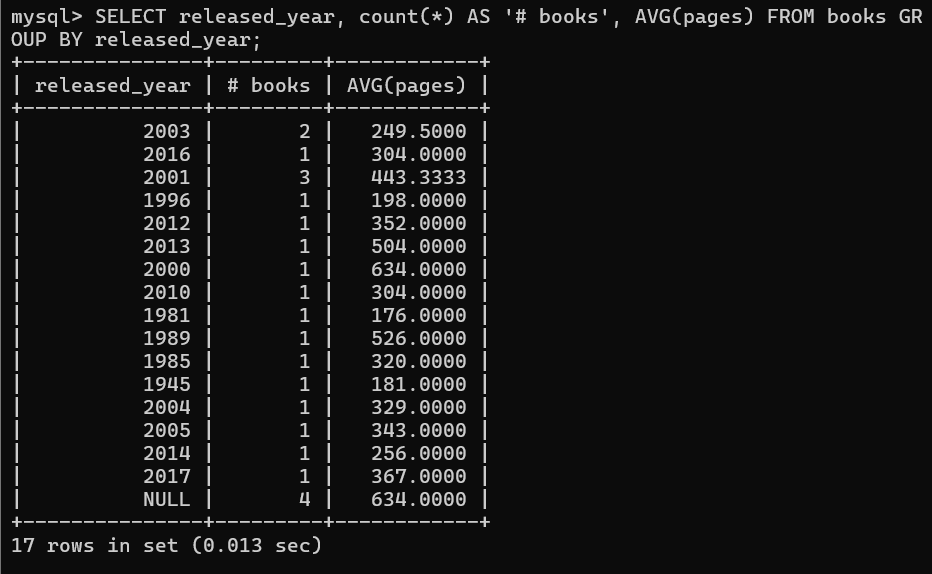 mysql> SELECT released_year, count(*) AS '# books', AVG(pages) FROM books GR
OUP BY released_year;
+---------------+---------+------------+
| released_year | # books | AVG(pages) |
+---------------+---------+------------+
|          2003 |       2 |   249.5000 |
|          2016 |       1 |   304.0000 |
|          2001 |       3 |   443.3333 |
|          1996 |       1 |   198.0000 |
|          2012 |       1 |   352.0000 |
|          2013 |       1 |   504.0000 |
|          2000 |       1 |   634.0000 |
|          2010 |       1 |   304.0000 |
|          1981 |       1 |   176.0000 |
|          1989 |       1 |   526.0000 |
|          1985 |       1 |   320.0000 |
|          1945 |       1 |   181.0000 |
|          2004 |       1 |   329.0000 |
|          2005 |       1 |   343.0000 |
|          2014 |       1 |   256.0000 |
|          2017 |       1 |   367.0000 |
|          NULL |       4 |   634.0000 |
+---------------+---------+------------+
17 rows in set (0.013 sec)